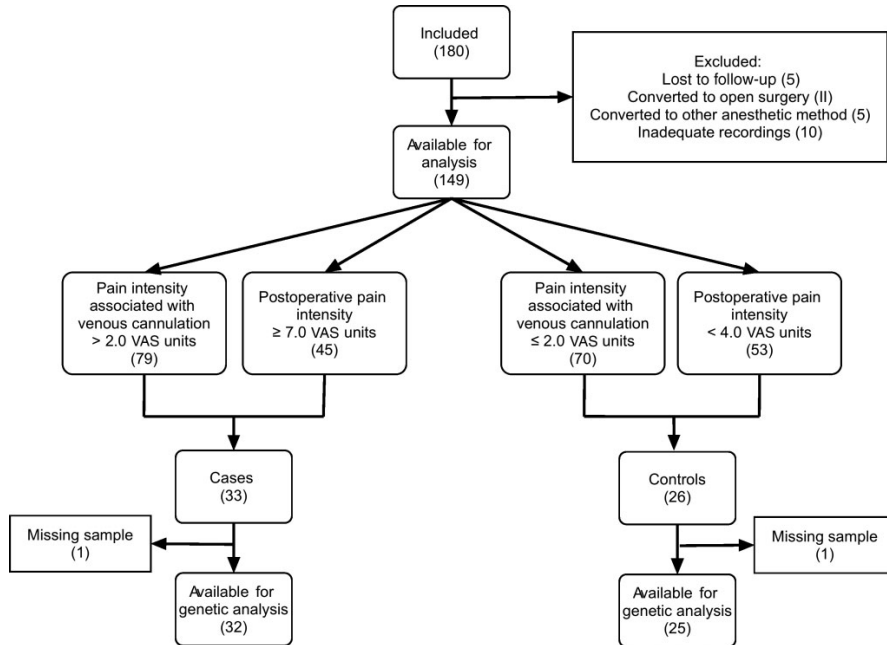 Included
(180)
Excluded:
Lost to follow-up (5)
Converted to open surgery (II)
Converted to other anesthetic method (5)
Inadequate recordings (10)
Available for
analysis
(149)
Pain intensity
associated with
venous cannulation
> 2.0 VAS units
(79)
Postoperative pain
intensity
≥ 7.0 VAS units
(45)
Pain intensity
associated with
venous cannulation
≤ 2.0 VAS units
(70)
Postoperative pain
intensity
< 4.0 VAS units
(53)
Cases
(33)
Controls
(26)
Missing sample
(1)
Missing sample
(1)
Available for
genetic analysis
(32)
Available for
genetic analysis
(25)